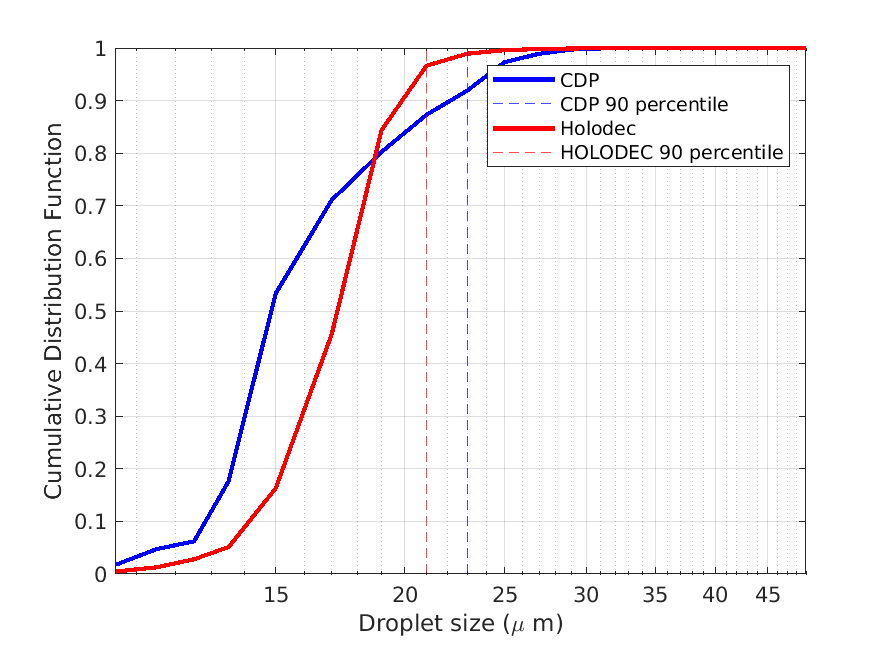 1
0.9
0.8
0.7
0.6
0.5
0.4
0.3
0.2
0.1
0
Cumulative Distribution Function
CDP
CDP 90 percentile
Holodec
HOLODEC 90 percentile
15 20 25 30 35 40 45
Droplet size (μ m)